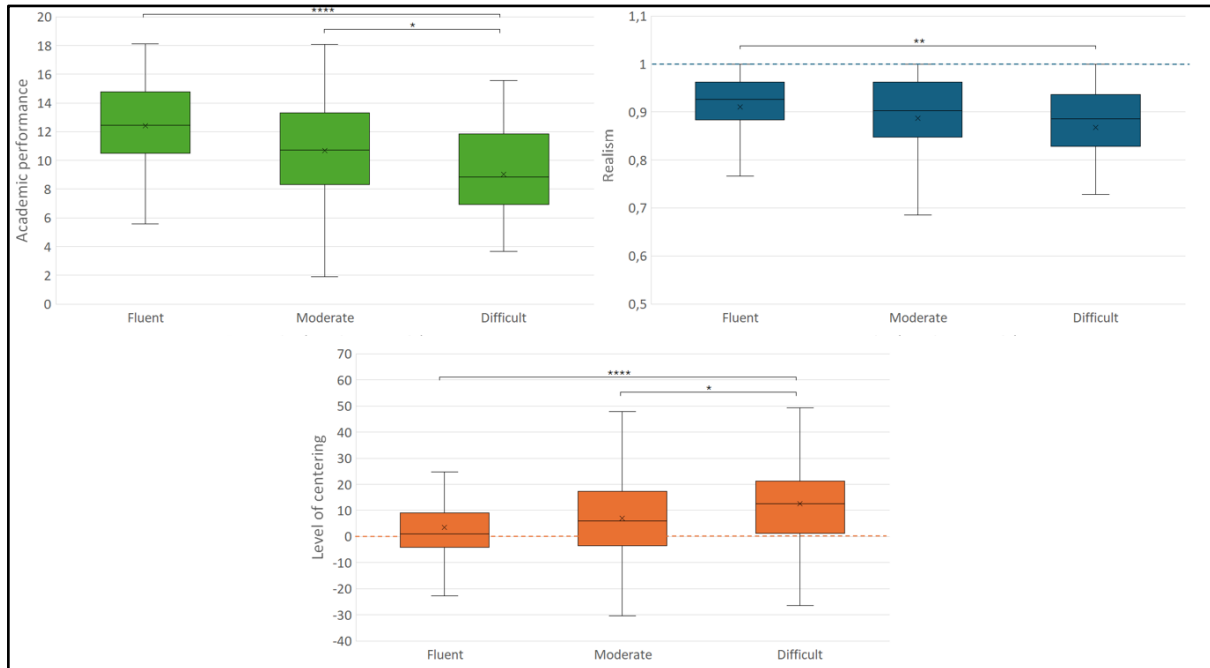 Academic performance
20
18
16
14
12
10
8
6
4
2
0
****
*
Fluent
Moderate
Difficult
Realism
1,1
1
0,9
0,8
0,7
0,6
0,5
**
Fluent
Moderate
Difficult
Level of centering
70
60
50
40
30
20
10
0
-10
-20
-30
-40
****
*
Fluent
Moderate
Difficult